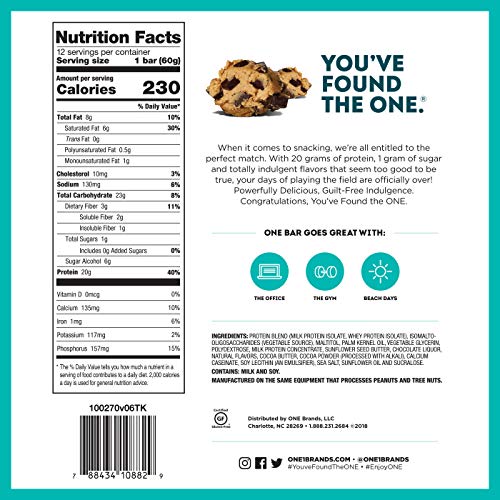 Nutrition Facts
12 servings per container
Serving size 1 bar (60g)
Amount per serving
Calories 230
% Daily Value*
Total Fat 8g 10%
Saturated Fat 6g 30%
Trans Fat 0g
Polyunsaturated Fat 0.5g
Monounsaturated Fat 1g
Cholesterol 10mg 3%
Sodium 130mg 6%
Total Carbohydrate 23g 8%
Dietary Fiber 3g 11%
Soluble Fiber 2g
Insoluble Fiber 1g
Total Sugars 1g
Includes 0g Added Sugars 0%
Sugar Alcohol 6g
Protein 20g 40%
Vitamin D 0mcg 0%
Calcium 135mg 10%
Iron 1mg 6%
Potassium 117mg 2%
Phosphorus 157mg 15%
* The % Daily Value tells you how much a nutrient in a
serving of food contributes to a daily diet. 2,000 calories
a day is used for general nutrition advice.
100270v06TK
7 88434 10882 9
YOU'VE
FOUND
THE ONE.®
When it comes to snacking, we're all entitled to the
perfect match. With 20 grams of protein, 1 gram of sugar
and totally indulgent flavors that seem too good to be
true, your days of playing the field are officially over!
Powerfully Delicious, Guilt-Free Indulgence.
Congratulations, You've Found the ONE.
ONE BAR GOES GREAT WITH:
THE OFFICE
THE GYM
BEACH DAYS
INGREDIENTS: PROTEIN BLEND (MILK PROTEIN ISOLATE, WHEY PROTEIN ISOLATE), ISOMALTO-
OLIGOSACCHARIDES (VEGETABLE SOURCE), MALTITOL, PALM KERNEL OIL, VEGETABLE GLYCERIN,
POLYDEXTROSE, MILK PROTEIN CONCENTRATE, SUNFLOWER SEED BUTTER, CHOCOLATE LIQUOR,
NATURAL FLAVORS, COCOA BUTTER, COCOA POWDER (PROCESSED WITH ALKALI), CALCIUM
CASEINATE, SOY LECITHIN (AN EMULSIFIER), SEA SALT, SUNFLOWER OIL AND SUCRALOSE.
CONTAINS: MILK AND SOY.
MANUFACTURED ON THE SAME EQUIPMENT THAT PROCESSES PEANUTS AND TREE NUTS.
Certified
GF
Gluten-Free
Distributed by ONE Brands, LLC
Charlotte, NC 28269 • 1.888.231.2684 ©2018
@ONE1BRANDS.COM • @ONE1BRANDS
#YouveFoundTheONE • #EnjoyONE